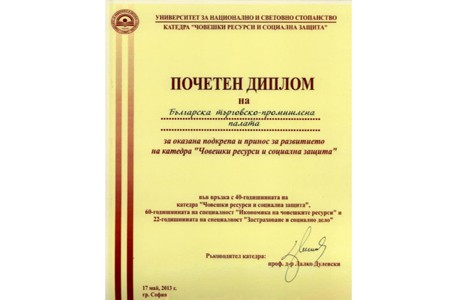 УНИВЕРСИТЕТ ЗА НАЦИОНАЛНО И СВЕТОВНО СТОПАНСТВО
КАТЕДРА "ЧОВЕШКИ РЕСУРСИ И СОЦИАЛНА ЗАЩИТА"
ПОЧЕТЕН ДИПЛОМ
на
Българска търговско-промишлена
палата
за оказана подкрепа и принос за развитието
на катедра "Човешки ресурси и социална защита"
във връзка с 40-годишнината на
катедра "Човешки ресурси и социална защита",
60-годишнината на специалност "Икономика на човешките ресурси" и
22-годишнината на специалност "Застраховане и социално дело"
Ръководител катедра:
проф. д-р Лалко Дулевски
17 май, 2013 г.
гр. София